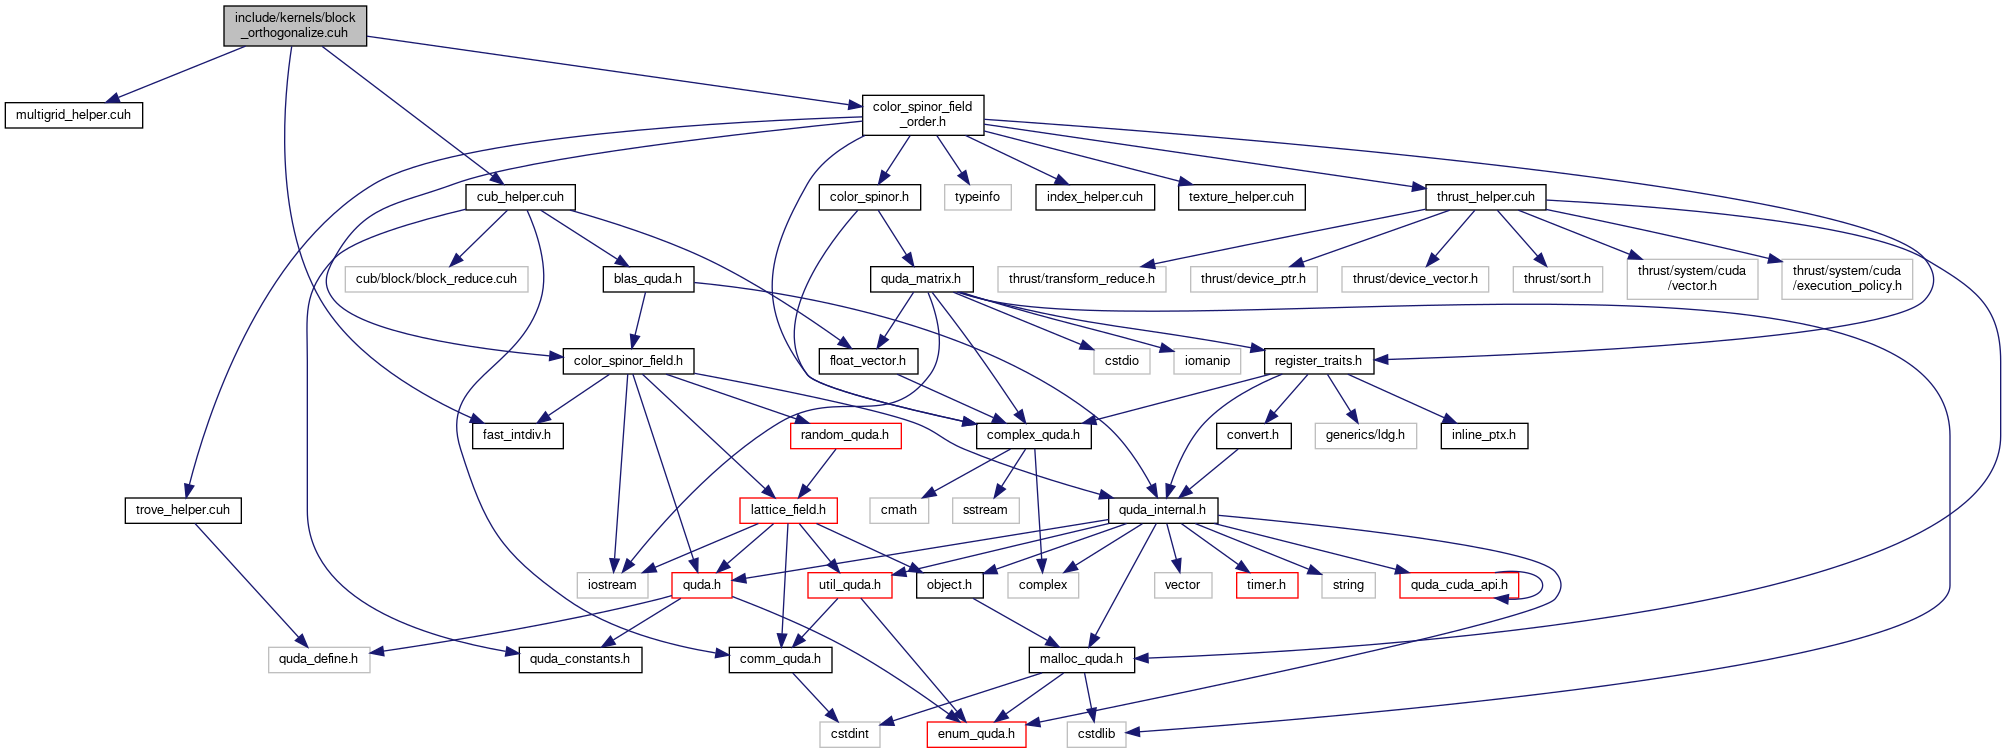 include/kernels/block
_orthogonalize.cuh
multigrid_helper.cuh
color_spinor_field
_order.h
cub_helper.cuh
color_spinor.h
typeinfo
index_helper.cuh
texture_helper.cuh
thrust_helper.cuh
cub/block/block_reduce.cuh
blas_quda.h
quda_matrix.h
thrust/transform_reduce.h
thrust/device_ptr.h
thrust/device_vector.h
thrust/sort.h
thrust/system/cuda
/vector.h
thrust/system/cuda
/execution_policy.h
color_spinor_field.h
float_vector.h
cstdio
iomanip
register_traits.h
fast_intdiv.h
random_quda.h
complex_quda.h
convert.h
generics/ldg.h
inline_ptx.h
trove_helper.cuh
lattice_field.h
cmath
sstream
quda_internal.h
iostream
quda.h
util_quda.h
object.h
complex
vector
timer.h
string
quda_cuda_api.h
quda_define.h
quda_constants.h
comm_quda.h
malloc_quda.h
cstdint
enum_quda.h
cstdlib